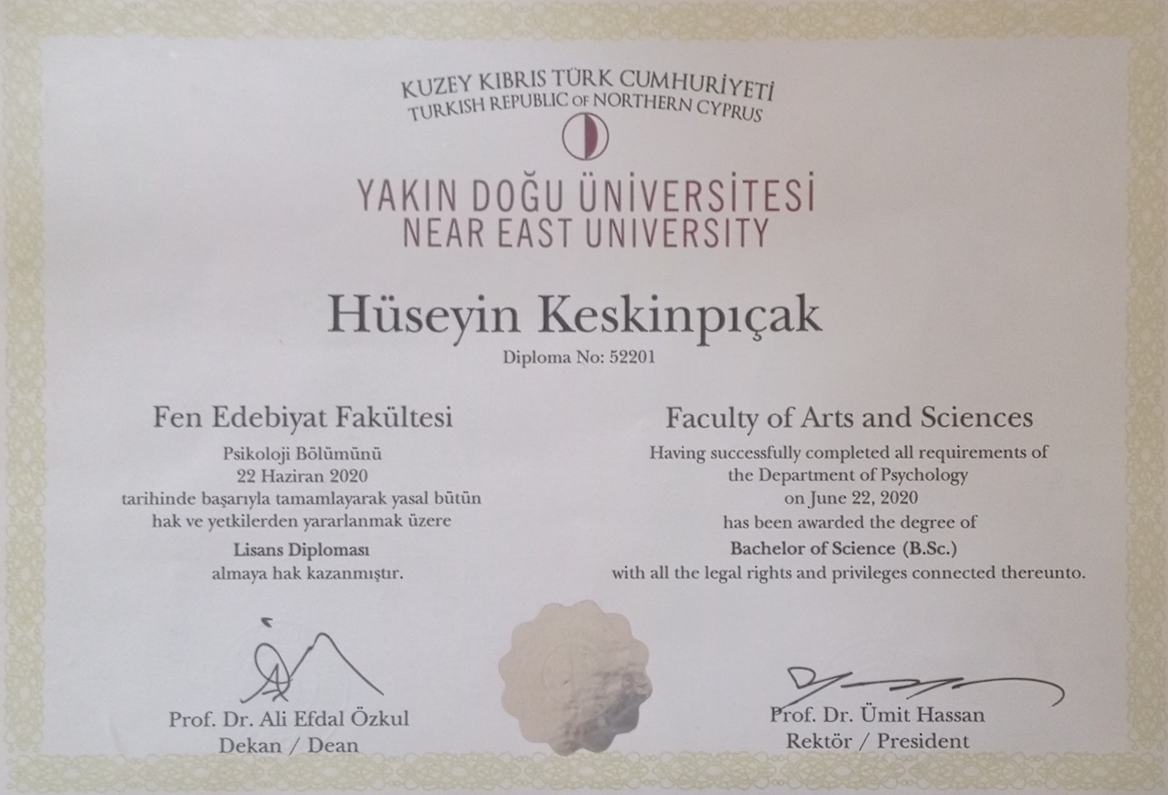 KUZEY KIBRIS TÜRK CUMHURİYETİ
TURKISH REPUBLIC OF NORTHERN CYPRUS
YAKIN DOĞU ÜNİVERSİTESİ
NEAR EAST UNIVERSITY
Hüseyin Keskinpıçak
Diploma No: 52201
Fen Edebiyat Fakültesi
Psikoloji Bölümünü
22 Haziran 2020
tarihinde başarıyla tamamlayarak yasal bütün
hak ve yetkilerden yararlanmak üzere
Lisans Diploması
almaya hak kazanmıştır.
Faculty of Arts and Sciences
Having successfully completed all requirements of
the Department of Psychology
on June 22, 2020
has been awarded the degree of
Bachelor of Science (B.Sc.)
with all the legal rights and privileges connected thereunto.
Prof. Dr. Ali Efdal Özkul
Dekan / Dean
Prof. Dr. Ümit Hassan
Rektör / President